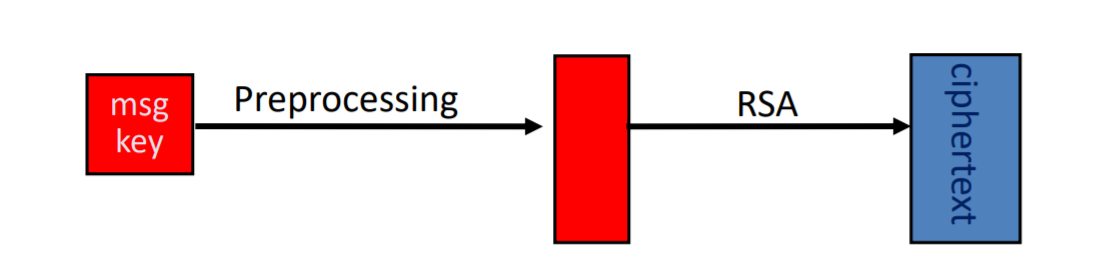 msg
key
Preprocessing
RSA
ciphertext